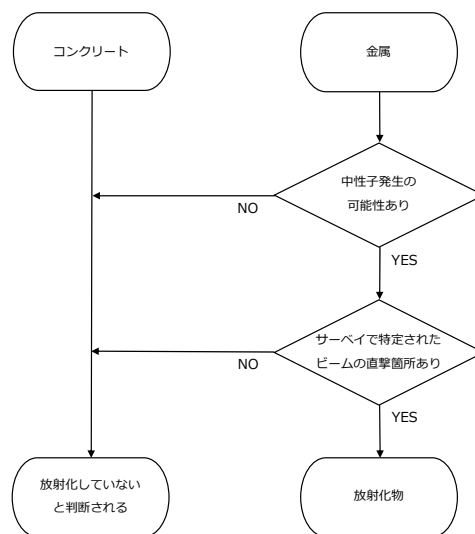 コンクリート
金属
中性子発生の
可能性あり
NO
YES
サーベイで特定された
ビームの直撃箇所あり
NO
YES
放射化していない
と判断される
放射化物